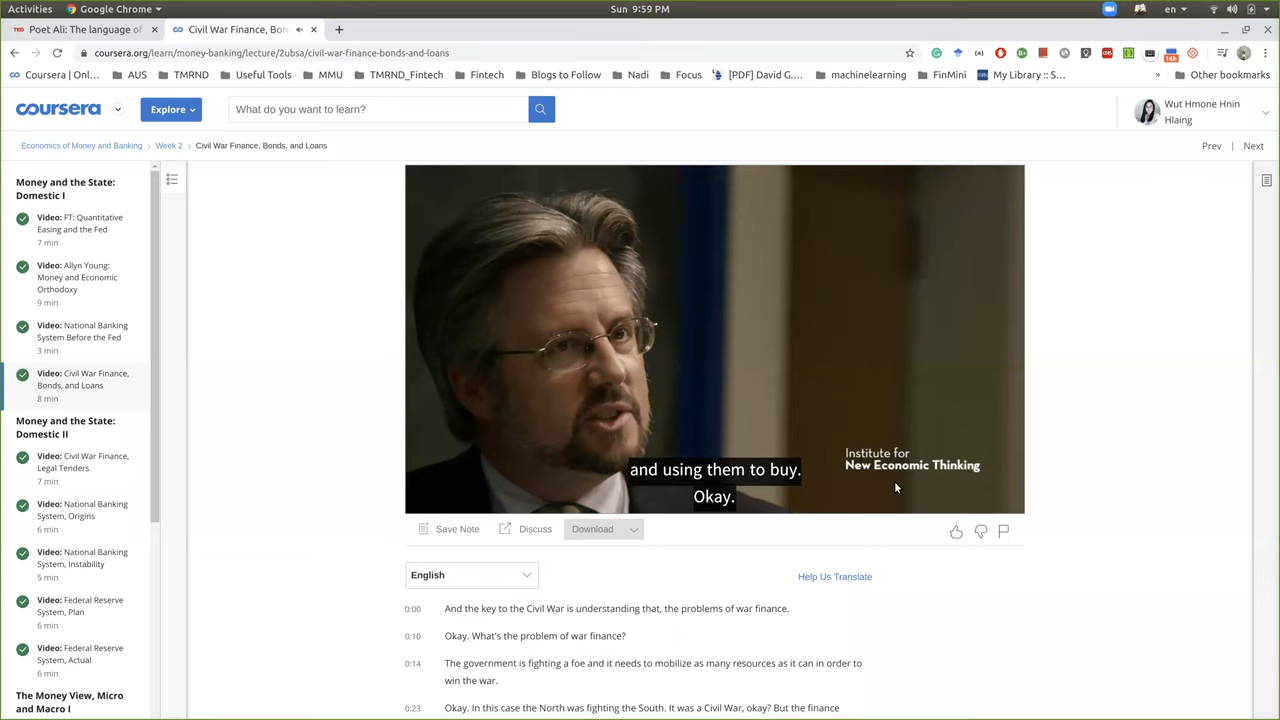 Activities
Google Chrome
Sun 9:59 PM
en
Poet Ali: The language of
Civil War Finance, Bon
coursera.org/learn/money-banking/lecture/2ubsa/civil-war-finance-bonds-and-loans
Coursera | Onl...
AUS
TMRND
Useful Tools
MMU
TMRND_Fintech
Fintech
Blogs to Follow
Nadi
Focus
[PDF] David G....
machinelearning
FinMini
My Library :: S...
»
Other bookmarks
coursera
Explore
What do you want to learn?
Wut Hmone Hnin
Hlaing
Economics of Money and Banking > Week 2 > Civil War Finance, Bonds, and Loans
Prev | Next
Money and the State:
Domestic I
Video: FT: Quantitative
Easing and the Fed
7 min
Video: Allyn Young:
Money and Economic
Orthodoxy
9 min
Video: National Banking
System Before the Fed
3 min
Video: Civil War Finance,
Bonds, and Loans
8 min
Money and the State:
Domestic II
Video: Civil War Finance,
Legal Tenders
7 min
Video: National Banking
System, Origins
6 min
Video: National Banking
System, Instability
5 min
Video: Federal Reserve
System, Plan
6 min
Video: Federal Reserve
System, Actual
6 min
The Money View, Micro
and Macro I
Institute for
New Economic Thinking
and using them to buy.
Okay.
Save Note
Discuss
Download
English
Help Us Translate
0:00 And the key to the Civil War is understanding that, the problems of war finance.
0:10 Okay. What's the problem of war finance?
0:14 The government is fighting a foe and it needs to mobilize as many resources as it can in order to
win the war.
0:23 Okay. In this case the North was fighting the South. It was a Civil War, okay? But the finance